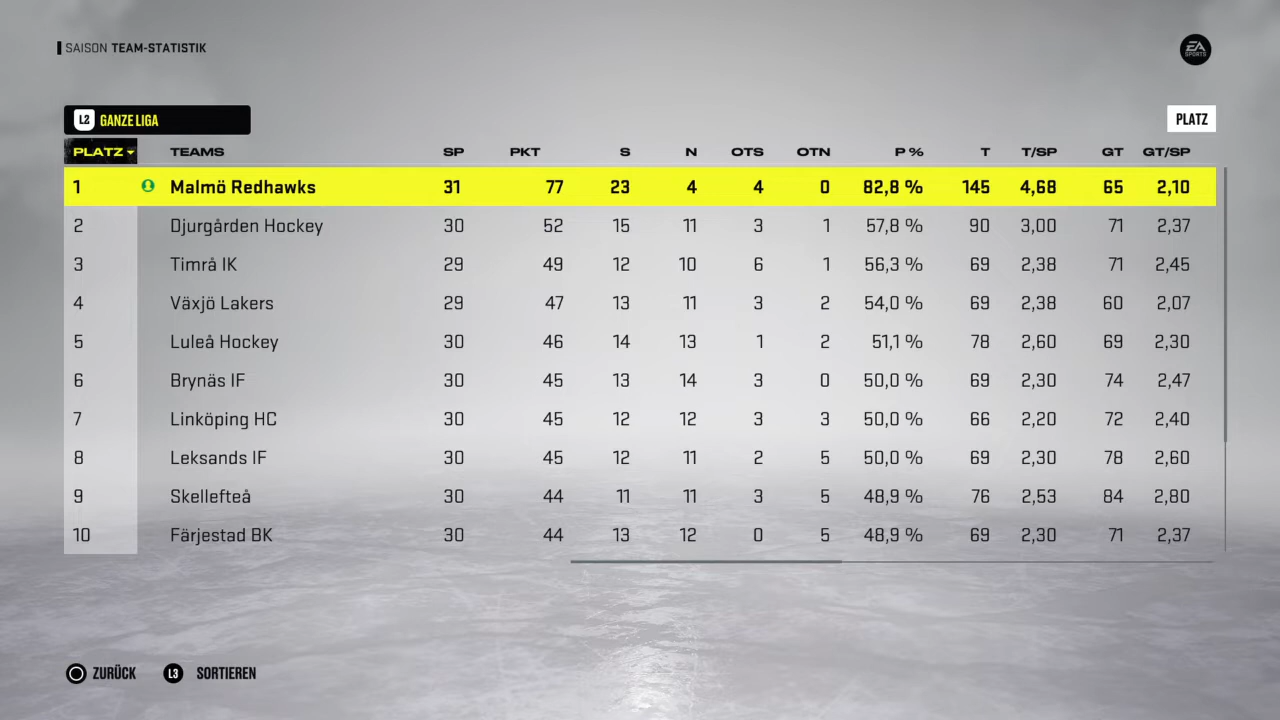 SAISON TEAM-STATISTIK
EA SPORTS
L2 GANZE LIGA
PLATZ
PLATZ TEAMS SP PKT S N OTS OTN P % T T/SP GT GT/SP
1 Malmö Redhawks 31 77 23 4 4 0 82,8 % 145 4,68 65 2,10
2 Djurgården Hockey 30 52 15 11 3 1 57,8 % 90 3,00 71 2,37
3 Timrå IK 29 49 12 10 6 1 56,3 % 69 2,38 71 2,45
4 Växjö Lakers 29 47 13 11 3 2 54,0 % 69 2,38 60 2,07
5 Luleå Hockey 30 46 14 13 1 2 51,1 % 78 2,60 69 2,30
6 Brynäs IF 30 45 13 14 3 0 50,0 % 69 2,30 74 2,47
7 Linköping HC 30 45 12 12 3 3 50,0 % 66 2,20 72 2,40
8 Leksands IF 30 45 12 11 2 5 50,0 % 69 2,30 78 2,60
9 Skellefteå 30 44 11 11 3 5 48,9 % 76 2,53 84 2,80
10 Färjestad BK 30 44 13 12 0 5 48,9 % 69 2,30 71 2,37
ZURÜCK L3 SORTIEREN